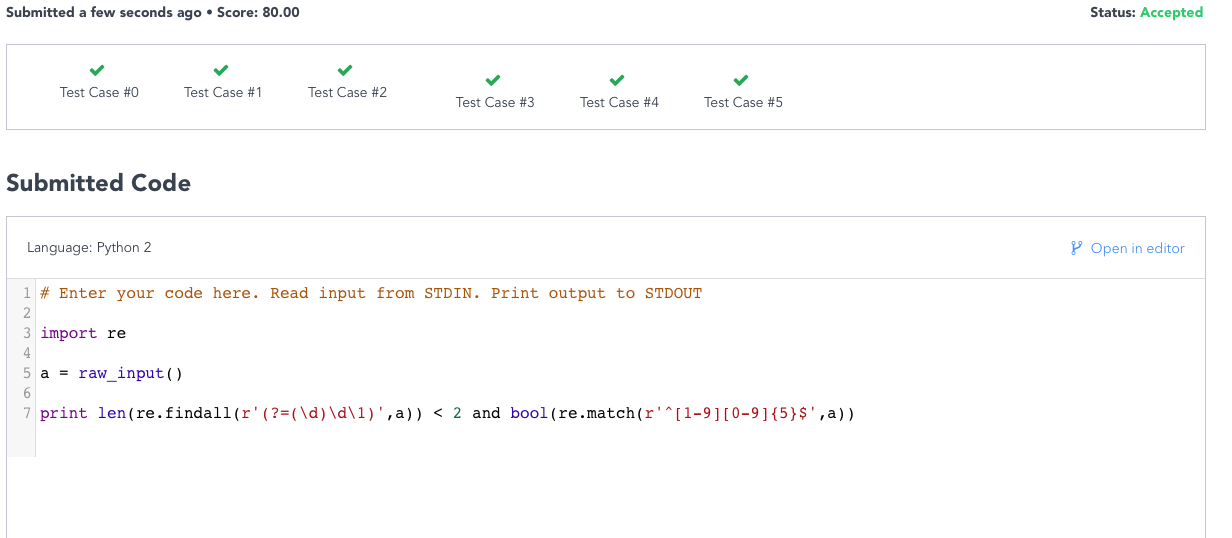 Submitted a few seconds ago • Score: 80.00 Status: Accepted
Test Case #0 Test Case #1 Test Case #2 Test Case #3 Test Case #4 Test Case #5
Submitted Code
Language: Python 2 Open in editor
1 # Enter your code here. Read input from STDIN. Print output to STDOUT
2
3 import re
4
5 a = raw_input()
6
7 print len(re.findall(r'(?=(\d)\d\1)',a)) < 2 and bool(re.match(r'^[1-9][0-9]{5}$',a))